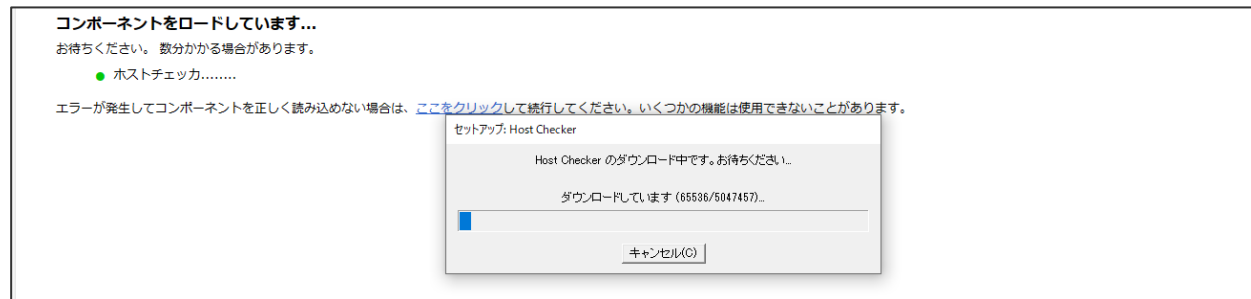 コンポーネントをロードしています...
お待ちください。 数分かかる場合があります。
ホストチェッカ........
エラーが発生してコンポーネントを正しく読み込めない場合は、ここをクリックして続行してください。いくつかの機能は使用できないことがあります。
セットアップ: Host Checker
Host Checker のダウンロード中です。お待ちください...
ダウンロードしています (65536/5047457)...
キャンセル(C)